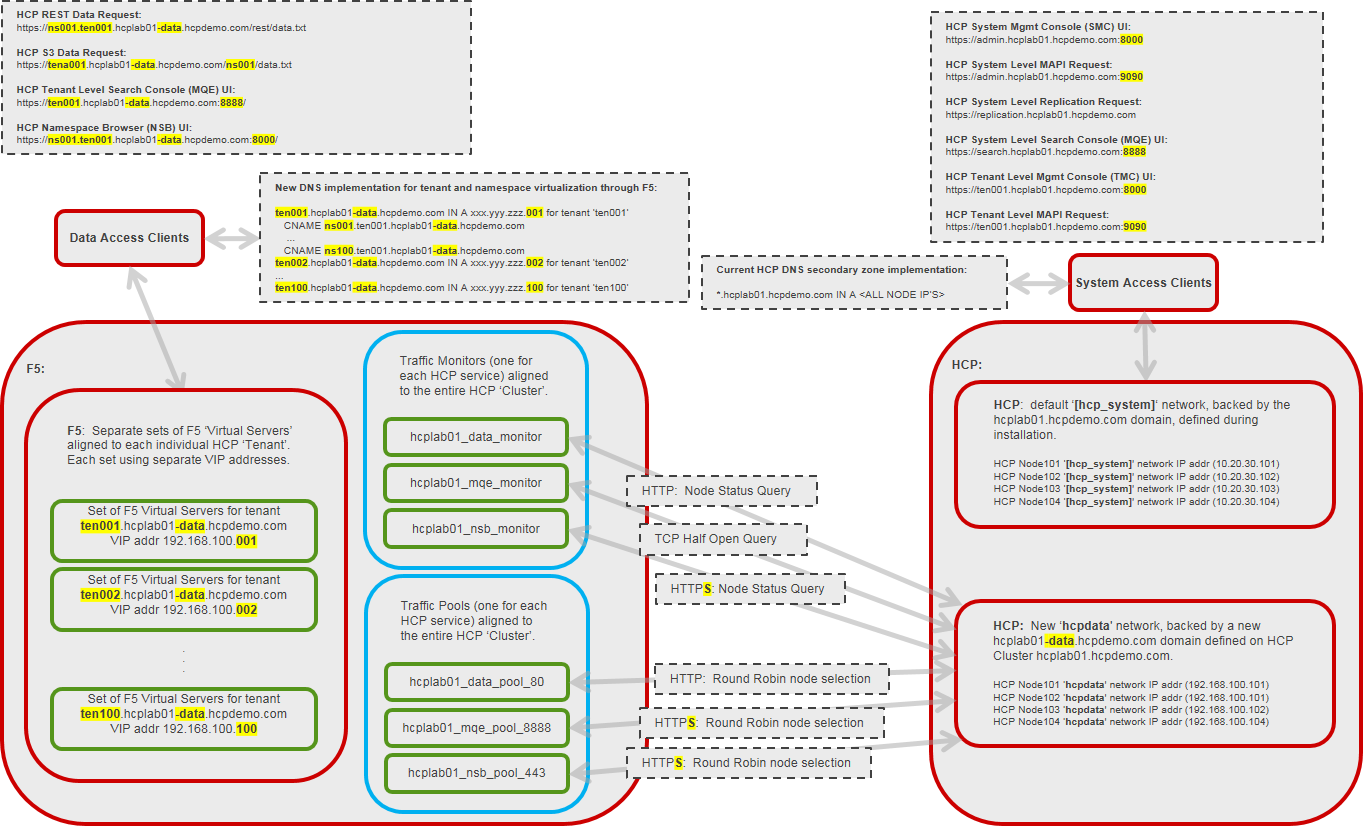 HCP REST Data Request:
https://ns001.ten001.hcplab01-data.hcpdemo.com/rest/data.txt
HCP S3 Data Request:
https://tena001.hcplab01-data.hcpdemo.com/ns001/data.txt
HCP Tenant Level Search Console (MQE) UI:
https://ten001.hcplab01-data.hcpdemo.com:8888/
HCP Namespace Browser (NSB) UI:
https://ns001.ten001.hcplab01-data.hcpdemo.com:8000/
HCP System Mgmt Console (SMC) UI:
https://admin.hcplab01.hcpdemo.com:8000
HCP System Level MAPI Request:
https://admin.hcplab01.hcpdemo.com:9090
HCP System Level Replication Request:
https://replication.hcplab01.hcpdemo.com
HCP System Level Search Console (MQE) UI:
https://search.hcplab01.hcpdemo.com:8888
HCP Tenant Level Mgmt Console (TMC) UI:
https://ten001.hcplab01.hcpdemo.com:8000
HCP Tenant Level MAPI Request:
https://ten001.hcplab01.hcpdemo.com:9090
Data Access Clients
New DNS implementation for tenant and namespace virtualization through F5:
ten001.hcplab01-data.hcpdemo.com IN A xxx.yyy.zzz.001 for tenant 'ten001'
CNAME ns001.ten001.hcplab01-data.hcpdemo.com
...
CNAME ns100.ten001.hcplab01-data.hcpdemo.com
ten002.hcplab01-data.hcpdemo.com IN A xxx.yyy.zzz.002 for tenant 'ten002'
...
ten100.hcplab01-data.hcpdemo.com IN A xxx.yyy.zzz.100 for tenant 'ten100'
Current HCP DNS secondary zone implementation:
*.hcplab01.hcpdemo.com IN A <ALL NODE IP'S>
System Access Clients
F5:
F5: Separate sets of F5 'Virtual Servers'
aligned to each individual HCP 'Tenant'.
Each set using separate VIP addresses.
Set of F5 Virtual Servers for tenant
ten001.hcplab01-data.hcpdemo.com
VIP addr 192.168.100.001
Set of F5 Virtual Servers for tenant
ten002.hcplab01-data.hcpdemo.com
VIP addr 192.168.100.002
.
.
.
Set of F5 Virtual Servers for tenant
ten100.hcplab01-data.hcpdemo.com
VIP addr 192.168.100.100
Traffic Monitors (one for
each HCP service) aligned
to the entire HCP 'Cluster'.
hcplab01_data_monitor
hcplab01_mqe_monitor
hcplab01_nsb_monitor
Traffic Pools (one for each
HCP service) aligned to
the entire HCP 'Cluster'.
hcplab01_data_pool_80
hcplab01_mqe_pool_8888
hcplab01_nsb_pool_443
HTTP: Node Status Query
TCP Half Open Query
HTTPS: Node Status Query
HTTP: Round Robin node selection
HTTPS: Round Robin node selection
HTTPS: Round Robin node selection
HCP:
HCP: default '[hcp_system]' network, backed by the
hcplab01.hcpdemo.com domain, defined during
installation.
HCP Node101 '[hcp_system]' network IP addr (10.20.30.101)
HCP Node102 '[hcp_system]' network IP addr (10.20.30.102)
HCP Node103 '[hcp_system]' network IP addr (10.20.30.103)
HCP Node104 '[hcp_system]' network IP addr (10.20.30.104)
HCP: New 'hcpdata' network, backed by a new
hcplab01-data.hcpdemo.com domain defined on HCP
Cluster hcplab01.hcpdemo.com.
HCP Node101 'hcpdata' network IP addr (192.168.100.101)
HCP Node102 'hcpdata' network IP addr (192.168.100.101)
HCP Node103 'hcpdata' network IP addr (192.168.100.102)
HCP Node104 'hcpdata' network IP addr (192.168.100.104)